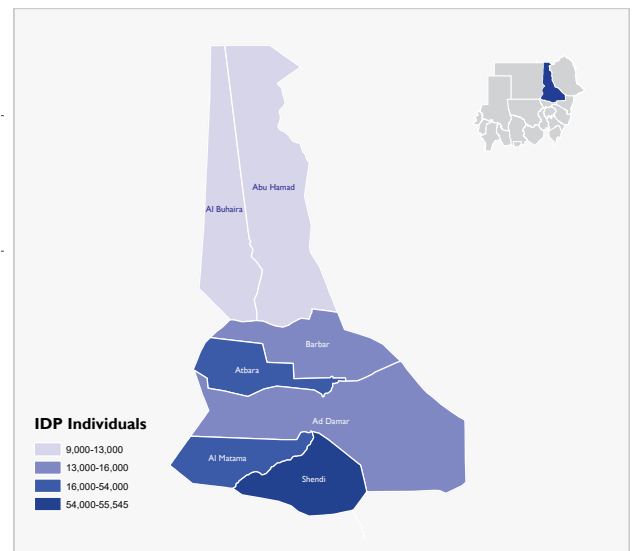 Abu Hamad
Al Buhaira
Barbar
Atbara
Ad Damar
Al Matama
Shendi
IDP Individuals
9,000-13,000
13,000-16,000
16,000-54,000
54,000-55,545